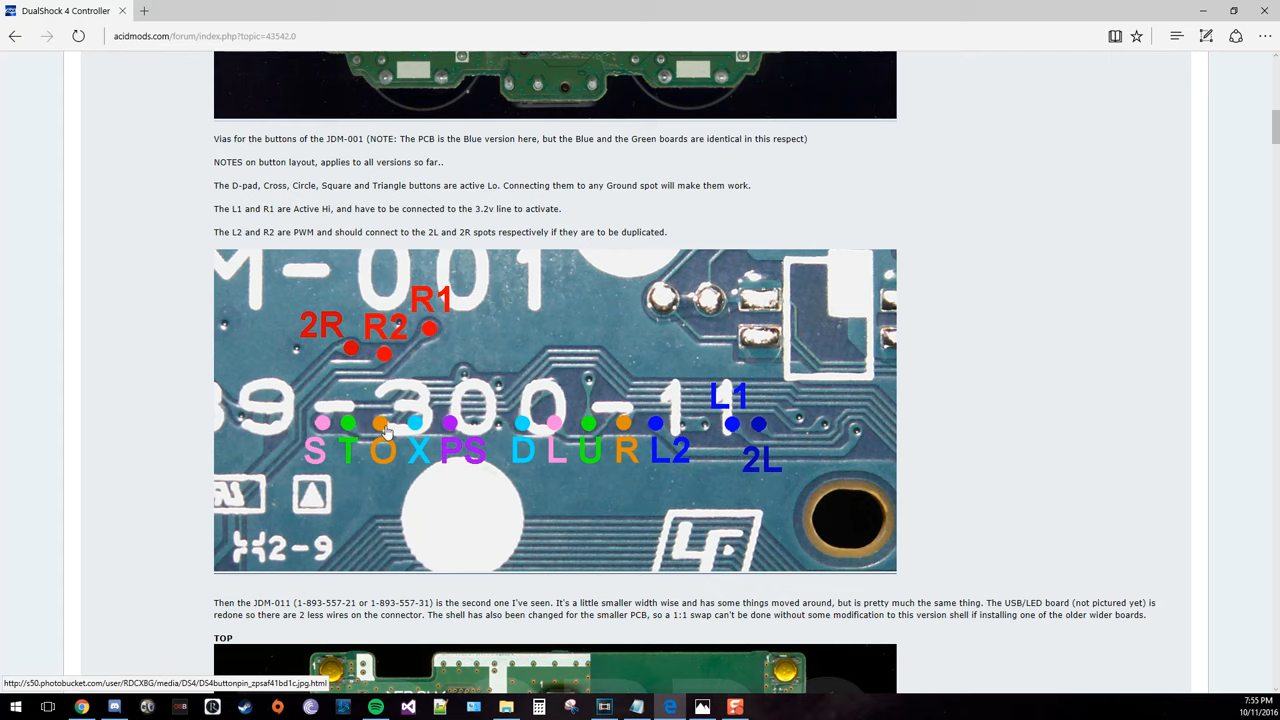 DualShock 4 Controller
acidmods.com/forum/index.php?topic=43542.0
Vias for the buttons of the JDM-001 (NOTE: The PCB is the Blue version here, but the Blue and the Green boards are identical in this respect)
NOTES on button layout, applies to all versions so far..
The D-pad, Cross, Circle, Square and Triangle buttons are active Lo. Connecting them to any Ground spot will make them work.
The L1 and R1 are Active Hi, and have to be connected to the 3.2v line to activate.
The L2 and R2 are PWM and should connect to the 2L and 2R spots respectively if they are to be duplicated.
M-001
2R R2 R1
L1
89-300-11
S T O X PS D L U R L2 2L
Then the JDM-011 (1-893-557-21 or 1-893-557-31) is the second one I've seen. It's a little smaller width wise and has some things moved around, but is pretty much the same thing. The USB/LED board (not pictured yet) is
redone so there are 2 less wires on the connector. The shell has also been changed for the smaller PCB, so a 1:1 swap can't be done without some modification to this version shell if installing one of the older wider boards.
TOP
http://s50.photobucket.com/user/RDCXBG/media/DS4/DS4buttonpin_zpsaf41bd1c.jpg.html
7:55 PM
10/11/2016